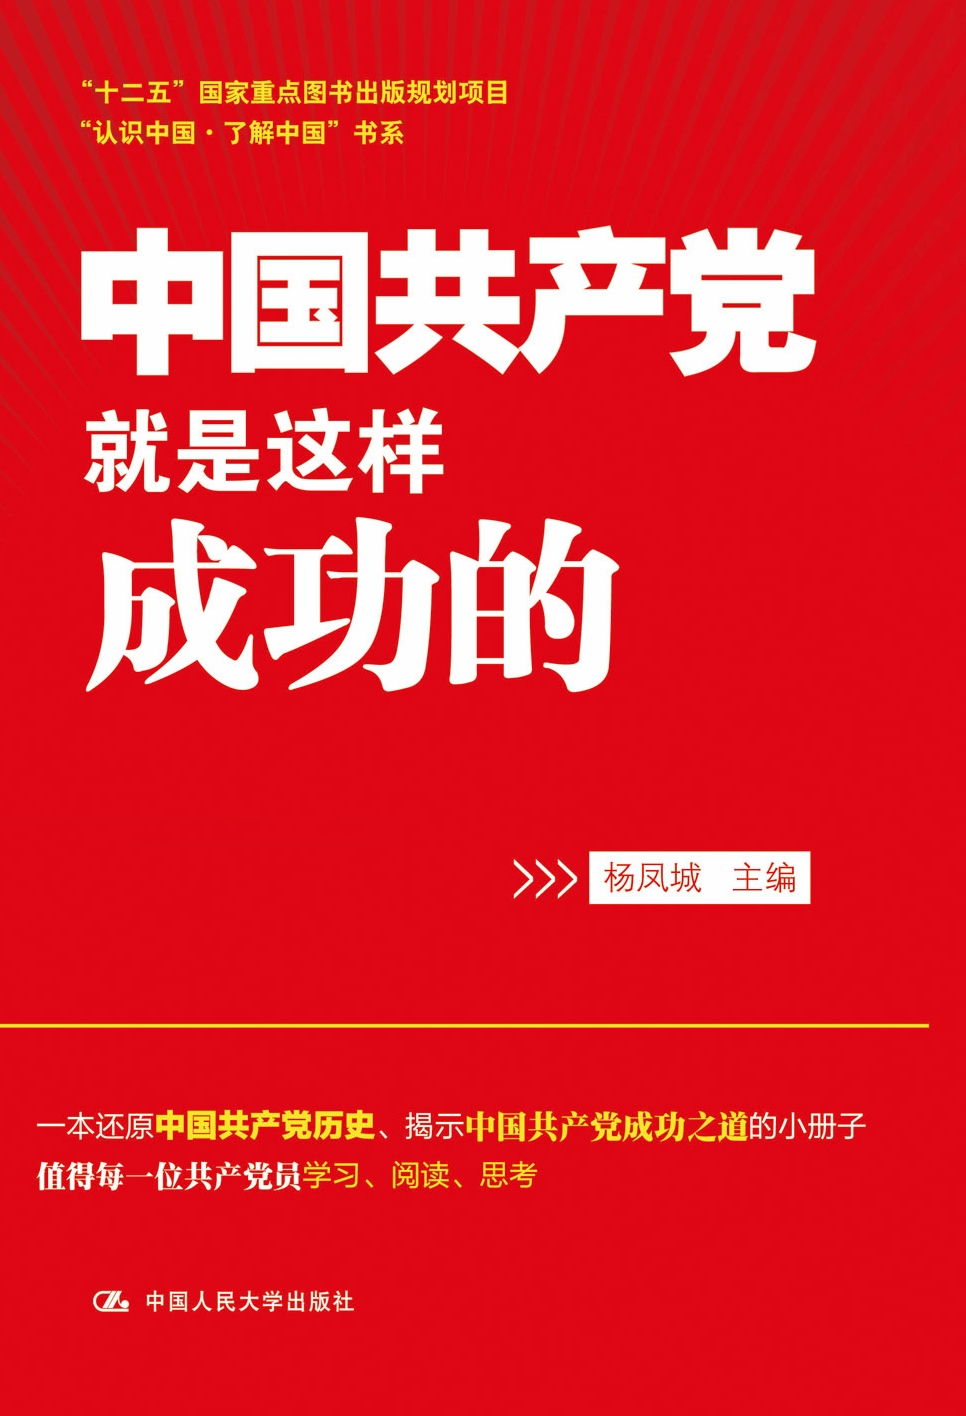 “十二五”国家重点图书出版规划项目
“认识中国·了解中国”书系
中国共产党
就是这样
成功的
杨凤城 主编
一本还原中国共产党历史、揭示中国共产党成功之道的小册子
值得每一位共产党员学习、阅读、思考
中国人民大学出版社